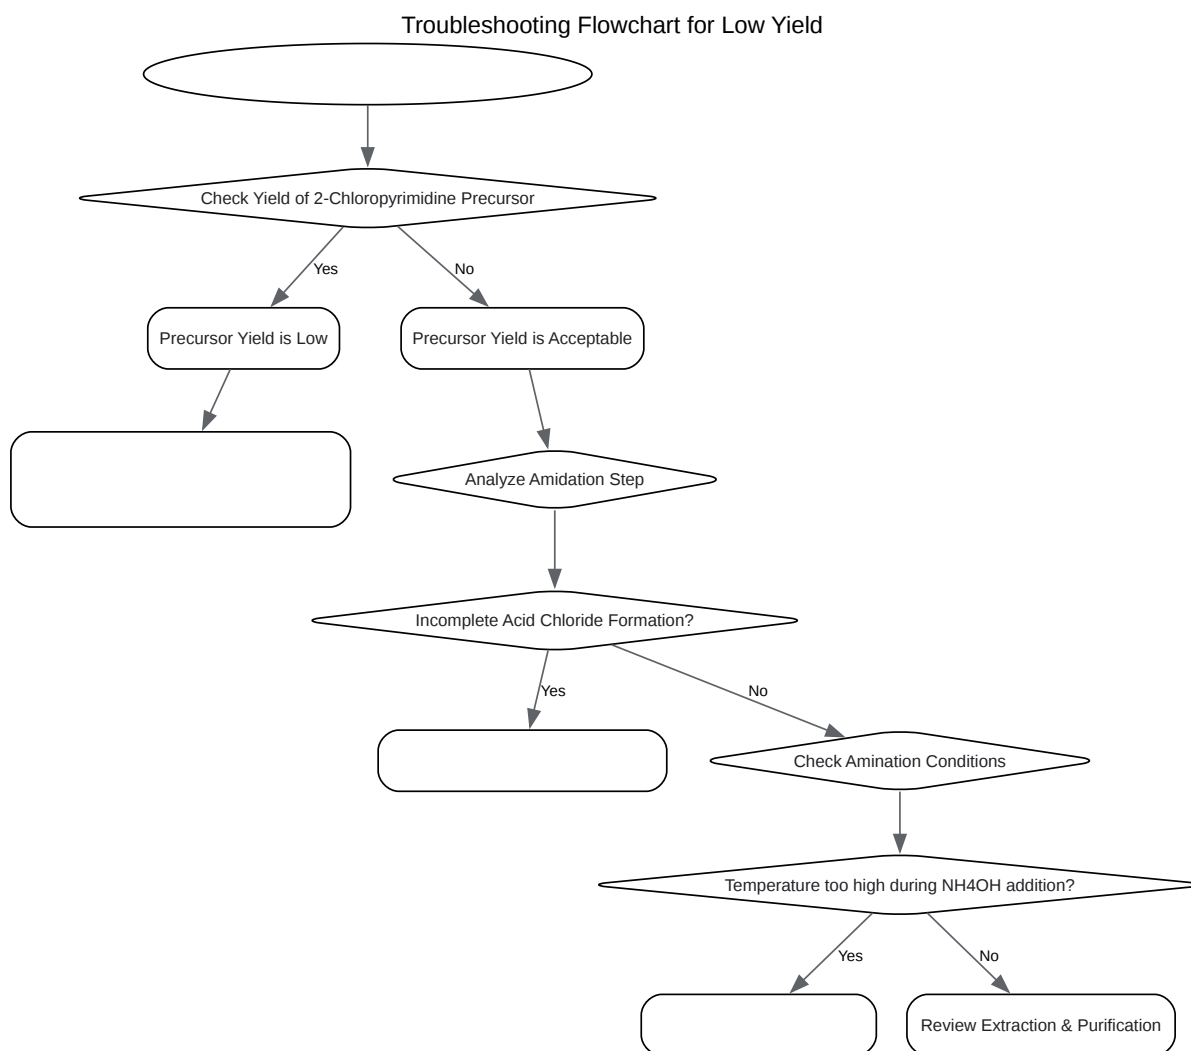 Troubleshooting Flowchart for Low Yield
Check Yield of 2-Chloropyrimidine Precursor
Yes
No
Precursor Yield is Low
Precursor Yield is Acceptable
Analyze Amidation Step
Incomplete Acid Chloride Formation?
Yes
No
Check Amination Conditions
Temperature too high during NH4OH addition?
Yes
No
Review Extraction & Purification